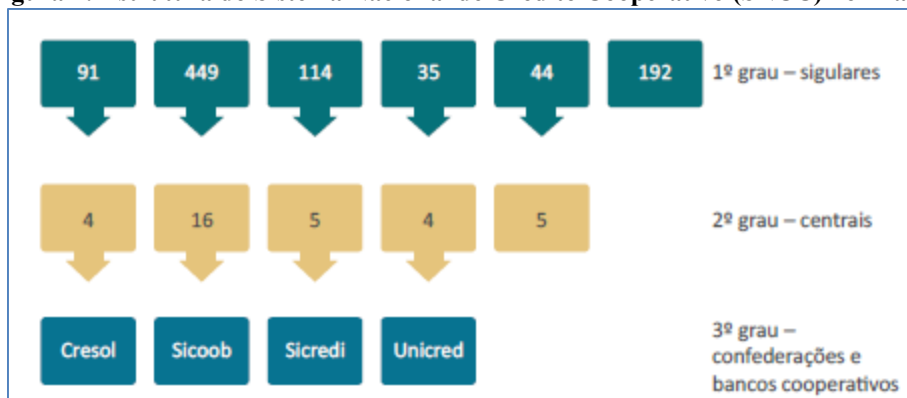 91 449 114 35 44 192 1º grau – sigulares
4 16 5 4 5 2º grau – centrais
Cresol Sicoob Sicredi Unicred 3º grau –
confederações e
bancos cooperativos